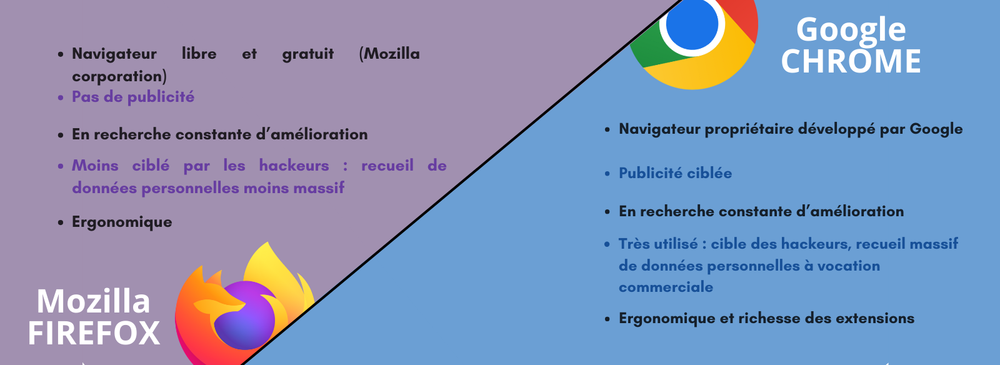 Navigateur libre et gratuit (Mozilla
corporation)
Pas de publicité
En recherche constante d’amélioration
Moins ciblé par les hackeurs : recueil de
données personnelles moins massif
Ergonomique
Mozilla
FIREFOX
Google
CHROME
Navigateur propriétaire développé par Google
Publicité ciblée
En recherche constante d’amélioration
Très utilisé : cible des hackeurs, recueil massif
de données personnelles à vocation
commerciale
Ergonomique et richesse des extensions